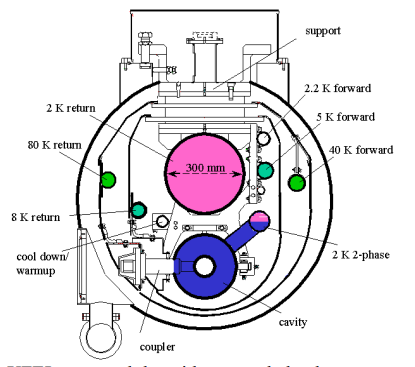 support
2.2 K forward
2 K return
5 K forward
80 K return
40 K forward
300 mm
8 K return
cool down/
warmup
2 K 2-phase
cavity
coupler